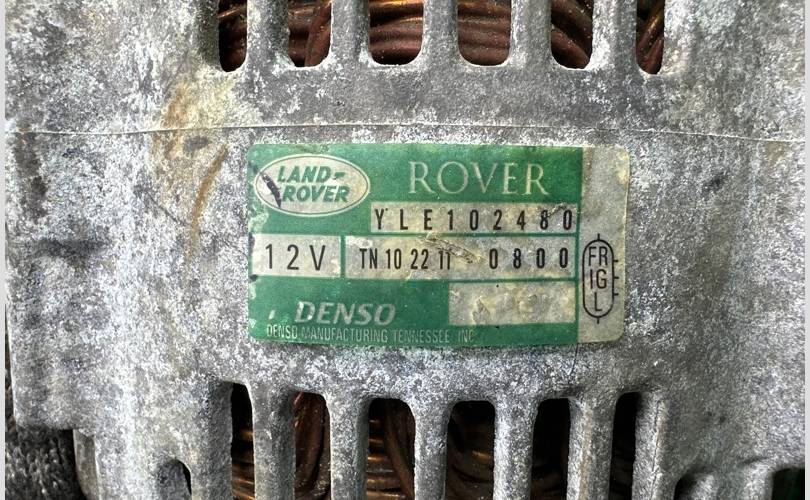 LAND-
ROVER
ROVER
YLE102480
12V
TN 10 22 11 0800
FR
IG
L
DENSO
DENSO MANUFACTURING TENNESSEE INC